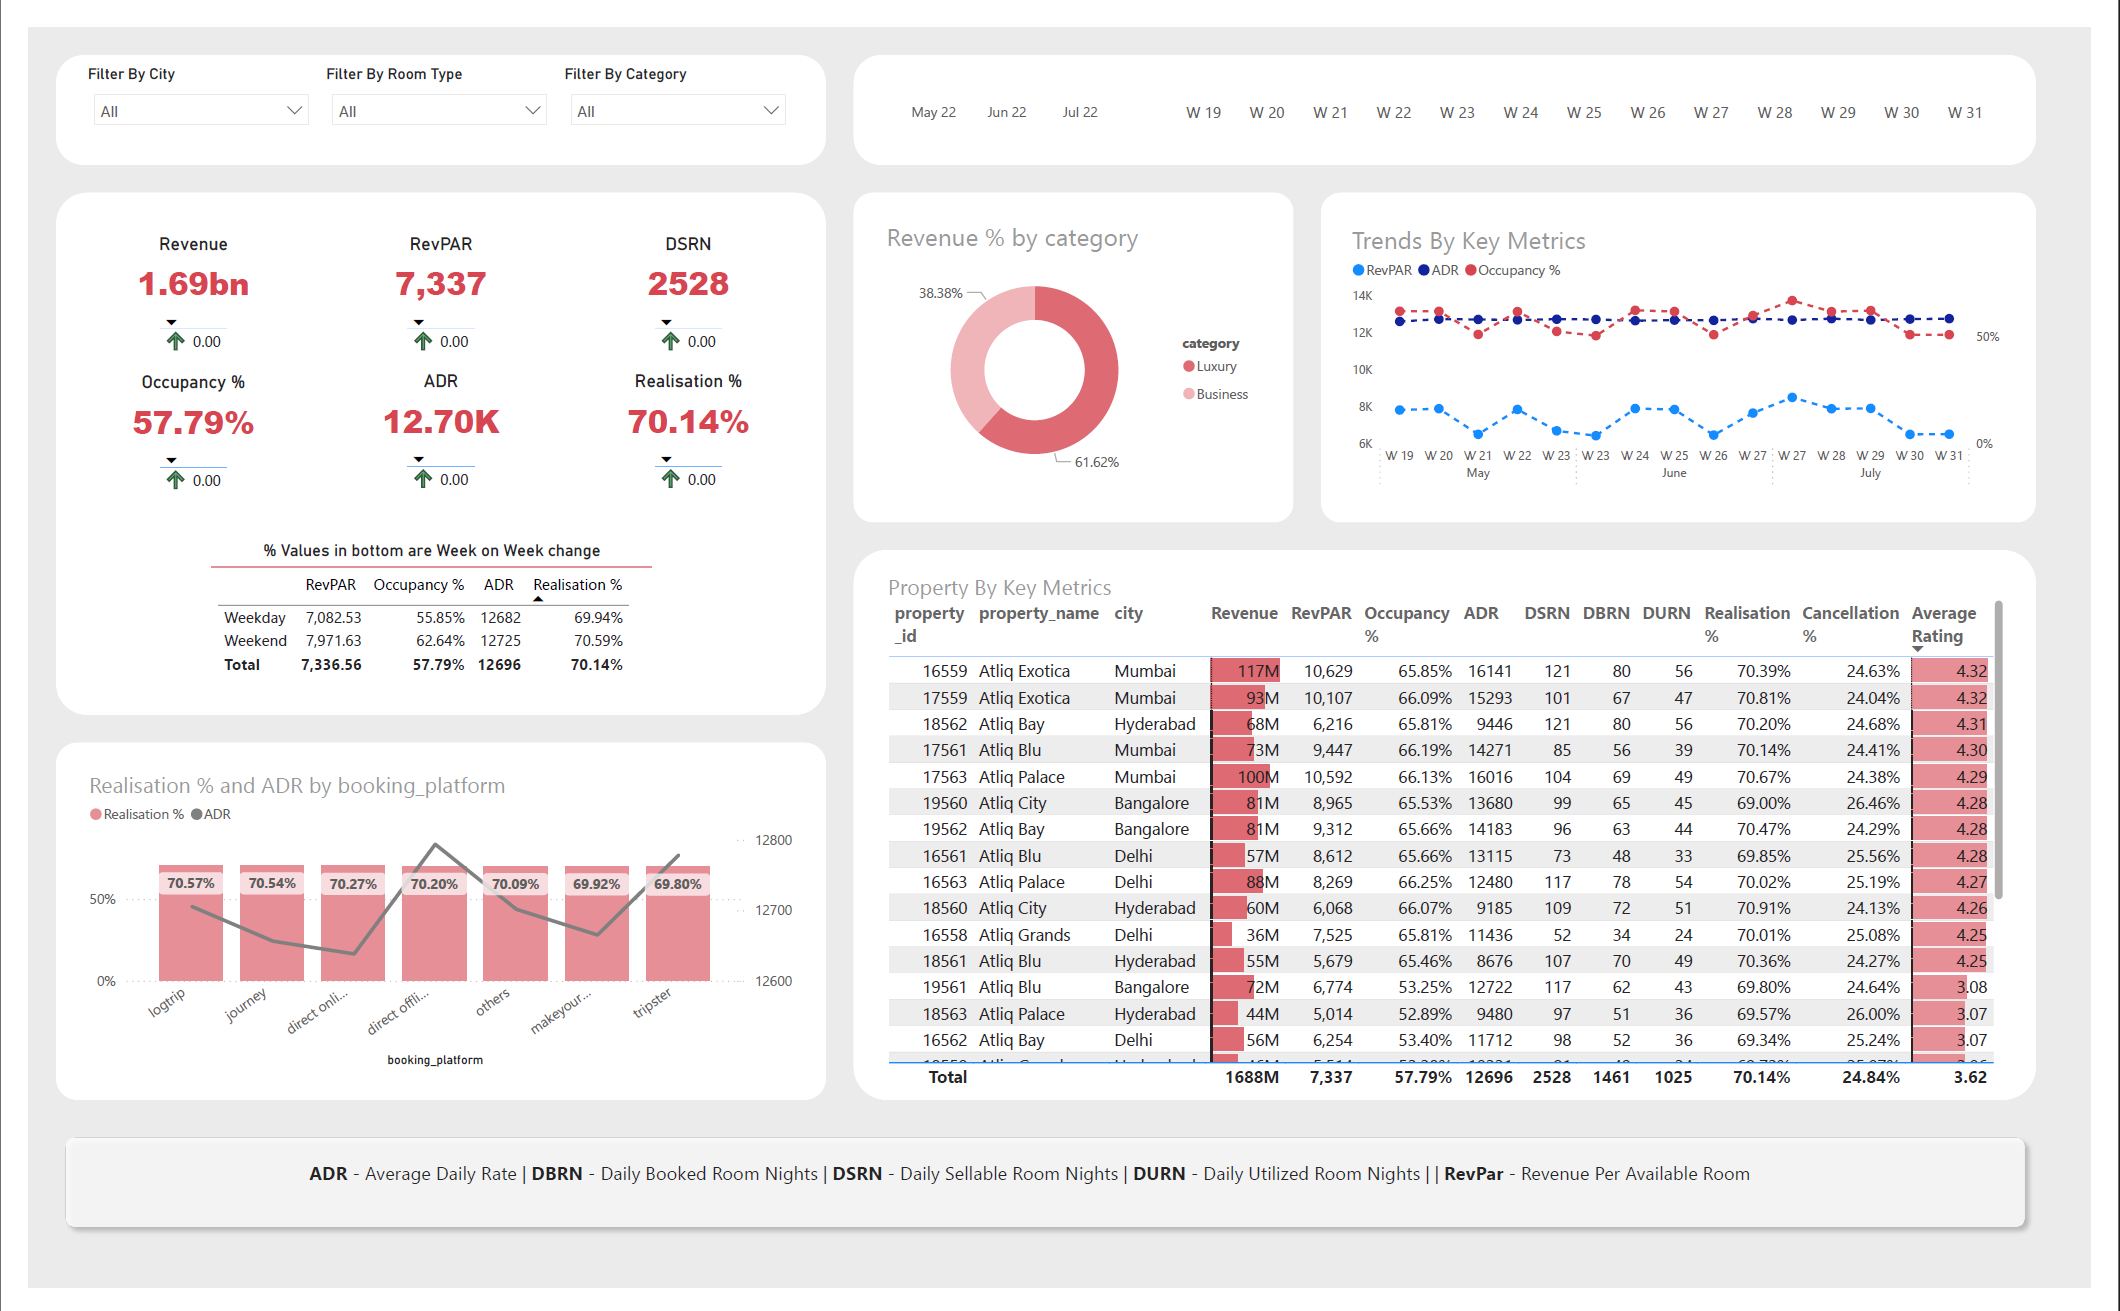 Filter By City
All
Filter By Room Type
All
Filter By Category
All
May 22 Jun 22 Jul 22
W 19 W 20 W 21 W 22 W 23 W 24 W 25 W 26 W 27 W 28 W 29 W 30 W 31
Revenue RevPAR DSRN
1.69bn 7,337 2528
0.00 0.00 0.00
Occupancy % ADR Realisation %
57.79% 12.70K 70.14%
0.00 0.00 0.00
% Values in bottom are Week on Week change
RevPAR Occupancy % ADR Realisation %
Weekday 7,082.53 55.85% 12682 69.94%
Weekend 7,971.63 62.64% 12725 70.59%
Total 7,336.56 57.79% 12696 70.14%
Revenue % by category
38.38%
61.62%
category
Luxury
Business
Trends By Key Metrics
RevPAR ADR Occupancy %
14K
12K
10K
8K
6K
50%
0%
W 19 W 20 W 21 W 22 W 23 W 23 W 24 W 25 W 26 W 27 W 27 W 28 W 29 W 30 W 31
May June July
Realisation % and ADR by booking_platform
Realisation % ADR
12800
12700
12600
50%
0%
70.57% 70.54% 70.27% 70.20% 70.09% 69.92% 69.80%
logtrip journey direct onli... direct offli... others makeyour... tripster
booking_platform
Property By Key Metrics
property_id property_name city Revenue RevPAR Occupancy % ADR DSRN DBRN DURN Realisation % Cancellation % Average Rating
16559 Atliq Exotica Mumbai 117M 10,629 65.85% 16141 121 80 56 70.39% 24.63% 4.32
17559 Atliq Exotica Mumbai 93M 10,107 66.09% 15293 101 67 47 70.81% 24.04% 4.32
18562 Atliq Bay Hyderabad 68M 6,216 65.81% 9446 121 80 56 70.20% 24.68% 4.31
17561 Atliq Blu Mumbai 73M 9,447 66.19% 14271 85 56 39 70.14% 24.41% 4.30
17563 Atliq Palace Mumbai 100M 10,592 66.13% 16016 104 69 49 70.67% 24.38% 4.29
19560 Atliq City Bangalore 81M 8,965 65.53% 13680 99 65 45 69.00% 26.46% 4.28
19562 Atliq Bay Bangalore 81M 9,312 65.66% 14183 96 63 44 70.47% 24.29% 4.28
16561 Atliq Blu Delhi 57M 8,612 65.66% 13115 73 48 33 69.85% 25.56% 4.28
16563 Atliq Palace Delhi 88M 8,269 66.25% 12480 117 78 54 70.02% 25.19% 4.27
18560 Atliq City Hyderabad 60M 6,068 66.07% 9185 109 72 51 70.91% 24.13% 4.26
16558 Atliq Grands Delhi 36M 7,525 65.81% 11436 52 34 24 70.01% 25.08% 4.25
18561 Atliq Blu Hyderabad 55M 5,679 65.46% 8676 107 70 49 70.36% 24.27% 4.25
19561 Atliq Blu Bangalore 72M 6,774 53.25% 12722 117 62 43 69.80% 24.64% 3.08
18563 Atliq Palace Hyderabad 44M 5,014 52.89% 9480 97 51 36 69.57% 26.00% 3.07
16562 Atliq Bay Delhi 56M 6,254 53.40% 11712 98 52 36 69.34% 25.24% 3.07
Total 1688M 7,337 57.79% 12696 2528 1461 1025 70.14% 24.84% 3.62
ADR - Average Daily Rate | DBRN - Daily Booked Room Nights | DSRN - Daily Sellable Room Nights | DURN - Daily Utilized Room Nights | | RevPar - Revenue Per Available Room